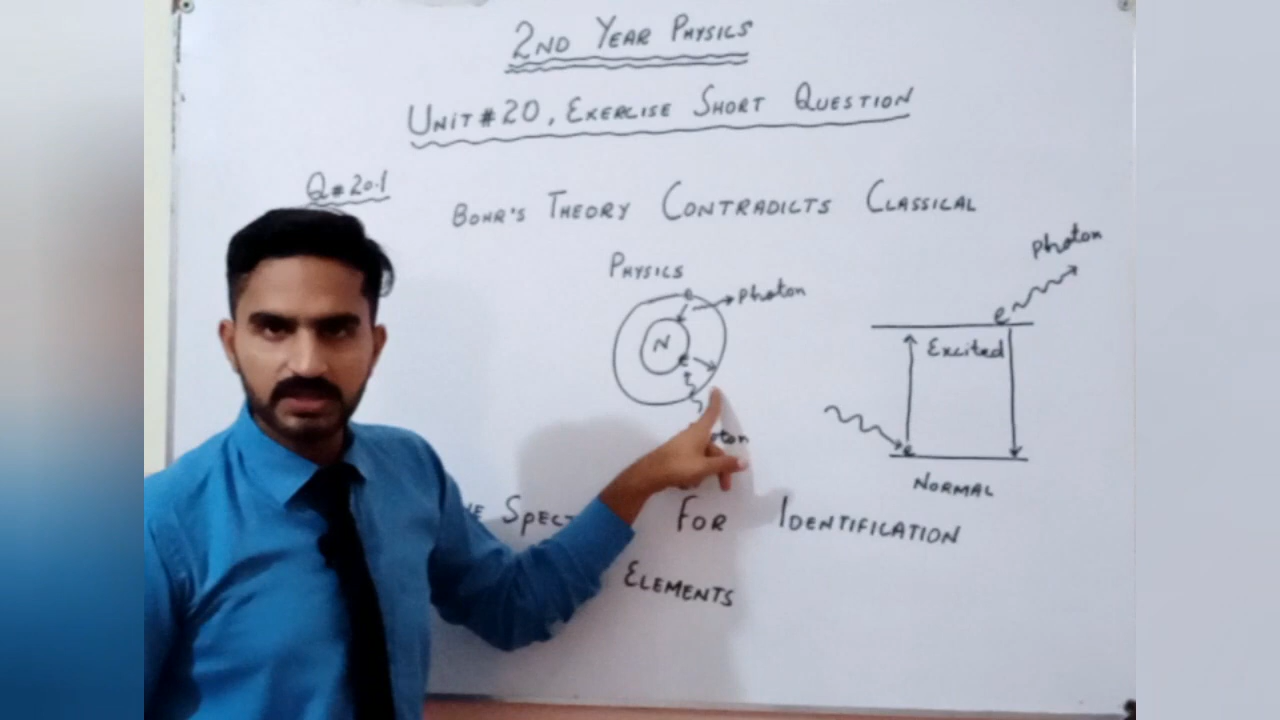 2ND YEAR PHYSICS
UNIT # 20, EXERCISE SHORT QUESTION
Q # 20.1
BOHR'S THEORY CONTRADICTS CLASSICAL
PHYSICS
Photon
e
N
e
Photon
e
Excited
e
NORMAL
FOR IDENTIFICATION
ELEMENTS